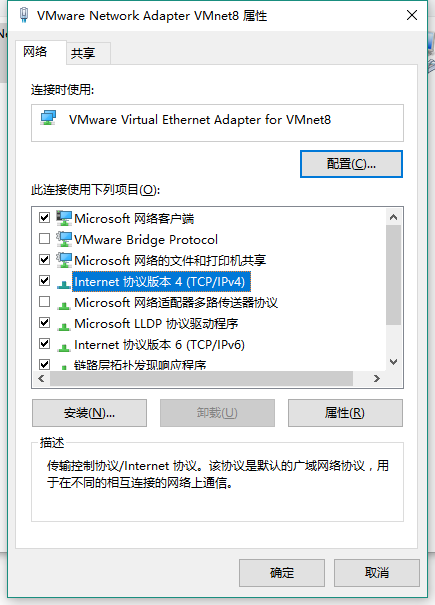 VMware Network Adapter VMnet8 属性
网络
共享
连接时使用:
VMware Virtual Ethernet Adapter for VMnet8
配置(C)...
此连接使用下列项目(O):
Microsoft 网络客户端
VMware Bridge Protocol
Microsoft 网络的文件和打印机共享
Internet 协议版本 4 (TCP/IPv4)
Microsoft 网络适配器多路传送器协议
Microsoft LLDP 协议驱动程序
Internet 协议版本 6 (TCP/IPv6)
链路层拓扑发现响应程序
安装(N)...
卸载(U)
属性(R)
描述
传输控制协议/Internet 协议。该协议是默认的广域网络协议，用
于在不同的相互连接的网络上通信。
确定
取消